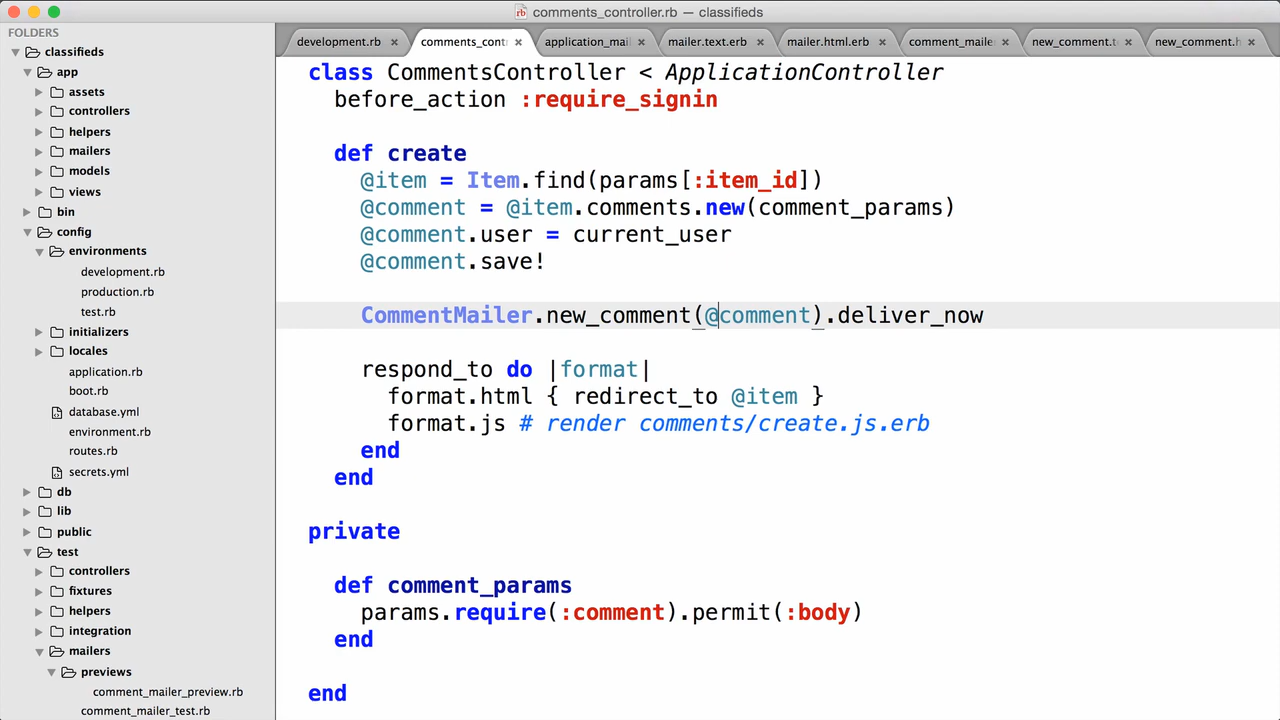 comments_controller.rb — classifieds
FOLDERS
classifieds
app
assets
controllers
helpers
mailers
models
views
bin
config
environments
development.rb
production.rb
test.rb
initializers
locales
application.rb
boot.rb
database.yml
environment.rb
routes.rb
secrets.yml
db
lib
public
test
controllers
fixtures
helpers
integration
mailers
previews
comment_mailer_preview.rb
comment_mailer_test.rb
development.rb × comments_cont × application_mai × mailer.text.erb × mailer.html.erb × comment_maile × new_comment.t × new_comment.h ×
class CommentsController < ApplicationController
before_action :require_signin
def create
@item = Item.find(params[:item_id])
@comment = @item.comments.new(comment_params)
@comment.user = current_user
@comment.save!
CommentMailer.new_comment(@comment).deliver_now
respond_to do |format|
format.html { redirect_to @item }
format.js # render comments/create.js.erb
end
end
private
def comment_params
params.require(:comment).permit(:body)
end
end